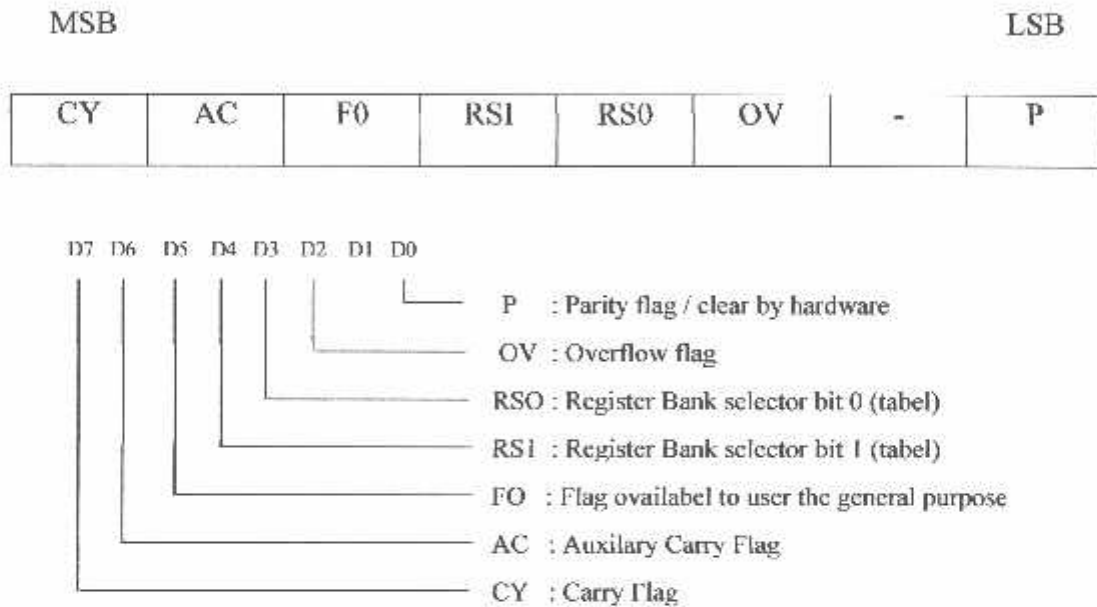 MSB LSB
CY AC F0 RS1 RS0 OV - P
D7 D6 D5 D4 D3 D2 D1 D0
P : Parity flag / clear by hardware
OV : Overflow flag
RSO : Register Bank selector bit 0 (tabel)
RS1 : Register Bank selector bit 1 (tabel)
FO : Flag ovailabel to user the general purpose
AC : Auxilary Carry Flag
CY : Carry Flag